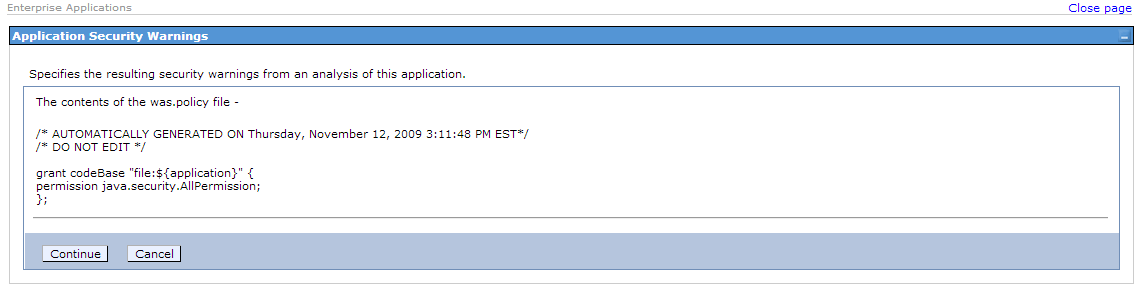 Enterprise Applications
Close page
Application Security Warnings
Specifies the resulting security warnings from an analysis of this application.
The contents of the was.policy file -
/* AUTOMATICALLY GENERATED ON Thursday, November 12, 2009 3:11:48 PM EST*/
/* DO NOT EDIT */
grant codeBase "file:${application}" {
permission java.security.AllPermission;
};
Continue
Cancel